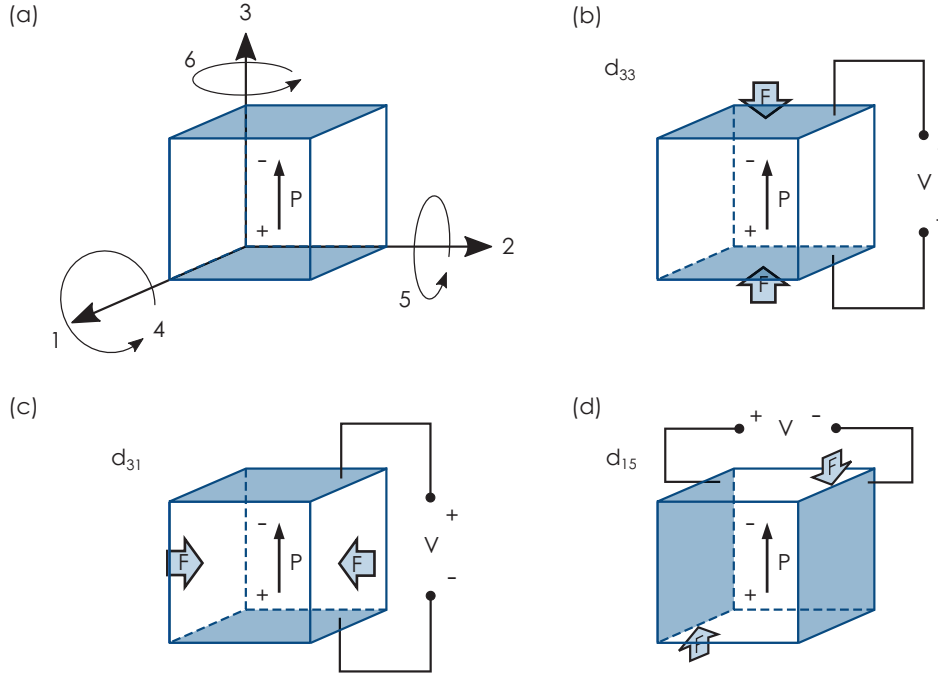 (a)
3
6
-
P
+
2
5
1
4
(b)
d33
F
-
P
+
V
F
(c)
d31
+
-
F
P
F
V
+
-
(d)
+
V
-
d15
F
-
P
+
F